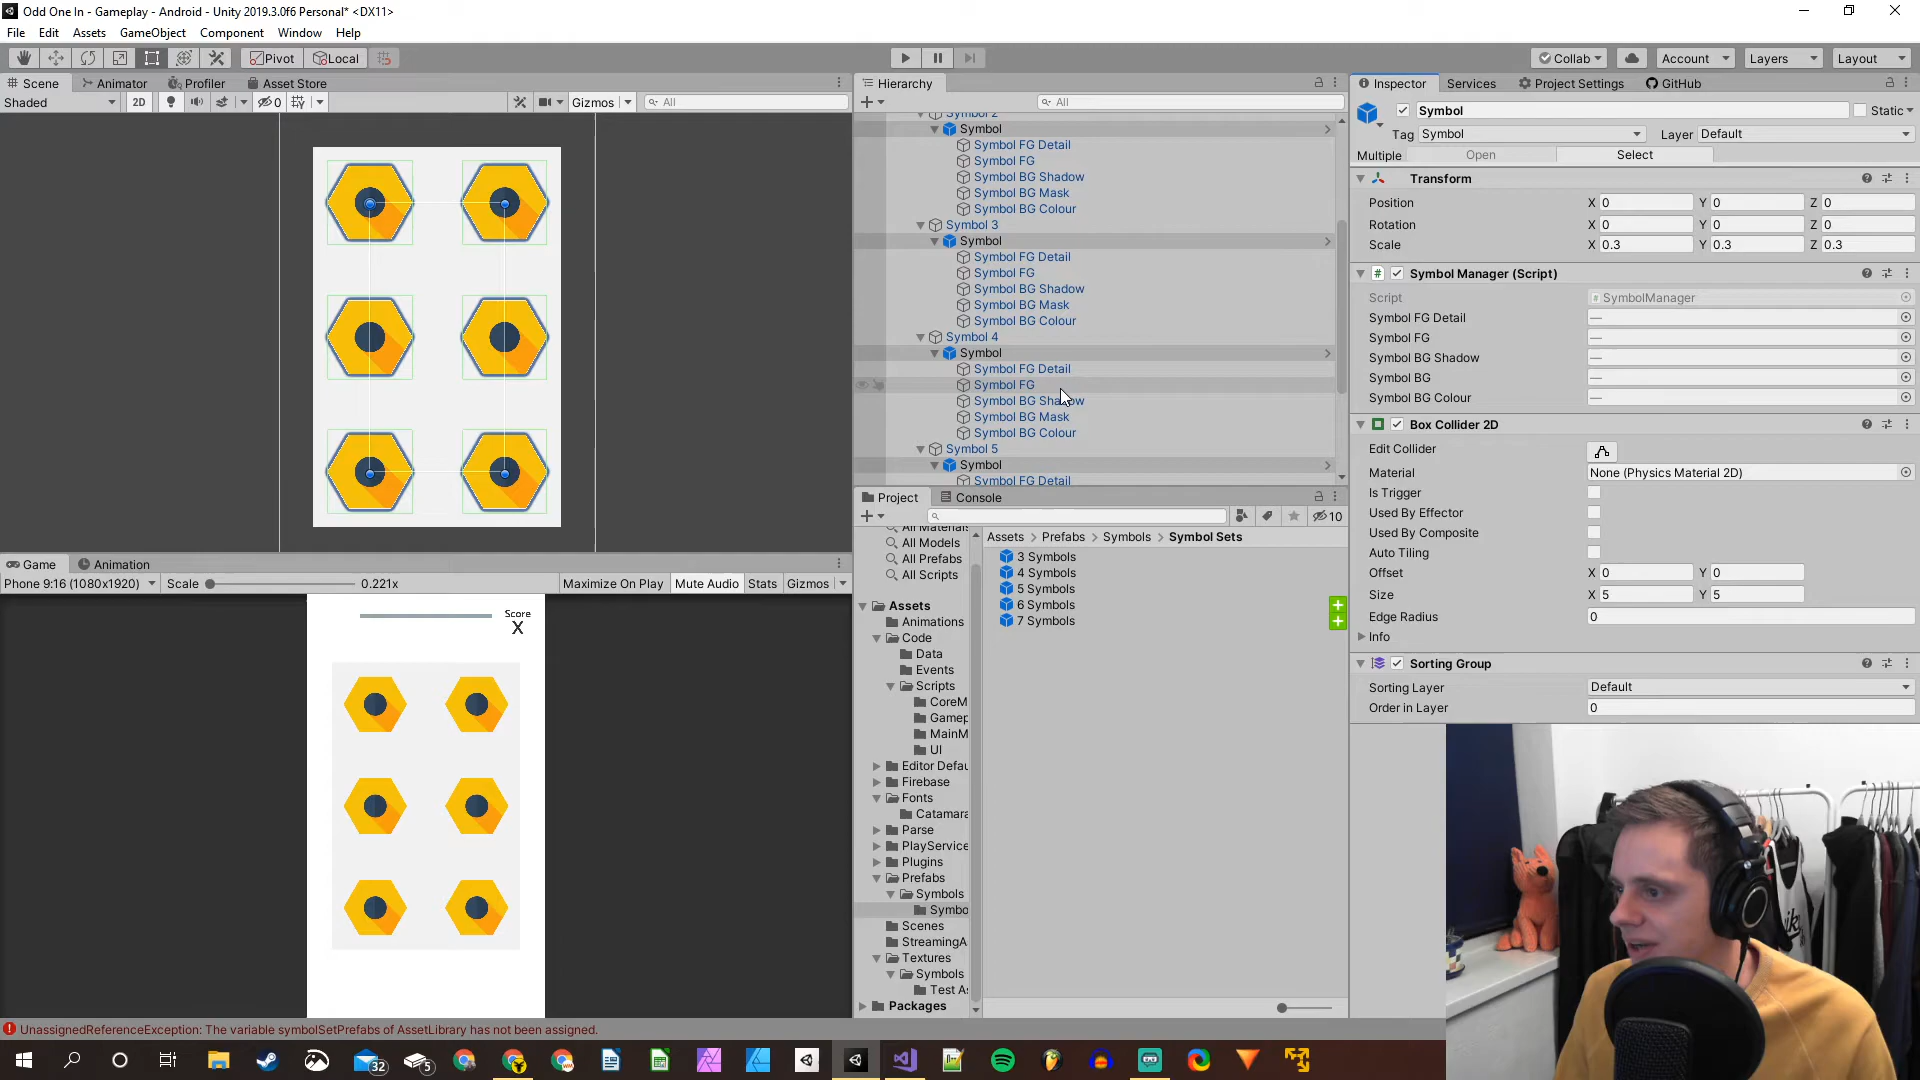 Odd One In - Gameplay - Android - Unity 2019.3.0f6 Personal* <DX11>
File Edit Assets GameObject Component Window Help
Pivot Local Collab Account Layers Layout
Scene Animator Profiler Asset Store
Shaded 2D 0 Gizmos All
Hierarchy
All
Symbol 2
Symbol
Symbol FG Detail
Symbol FG
Symbol BG Shadow
Symbol BG Mask
Symbol BG Colour
Symbol 3
Symbol
Symbol FG Detail
Symbol FG
Symbol BG Shadow
Symbol BG Mask
Symbol BG Colour
Symbol 4
Symbol
Symbol FG Detail
Symbol FG
Symbol BG Shadow
Symbol BG Mask
Symbol BG Colour
Symbol 5
Symbol
Symbol FG Detail
Inspector Services Project Settings GitHub
Symbol Static
Tag Symbol Layer Default
Multiple Open Select
Transform
Position X 0 Y 0 Z 0
Rotation X 0 Y 0 Z 0
Scale X 0.3 Y 0.3 Z 0.3
# Symbol Manager (Script)
Script # SymbolManager
Symbol FG Detail —
Symbol FG —
Symbol BG Shadow —
Symbol BG —
Symbol BG Colour —
Box Collider 2D
Edit Collider
Material None (Physics Material 2D)
Is Trigger
Used By Effector
Used By Composite
Auto Tiling
Offset X 0 Y 0
Size X 5 Y 5
Edge Radius 0
Info
Sorting Group
Sorting Layer Default
Order in Layer 0
Game Animation
Phone 9:16 (1080x1920) Scale 0.221x Maximize On Play Mute Audio Stats Gizmos
Score
X
Project Console
10
All Materials
All Models
All Prefabs
All Scripts
Assets
Animations
Code
Data
Events
Scripts
CoreM
Gamep
MainM
UI
Editor Defau
Firebase
Fonts
Catamara
Parse
PlayService
Plugins
Prefabs
Symbols
Symbo
Scenes
StreamingA
Textures
Symbols
Test As
Packages
Assets > Prefabs > Symbols > Symbol Sets
3 Symbols
4 Symbols
5 Symbols
6 Symbols
7 Symbols
UnassignedReferenceException: The variable symbolSetPrefabs of AssetLibrary has not been assigned.
32
5